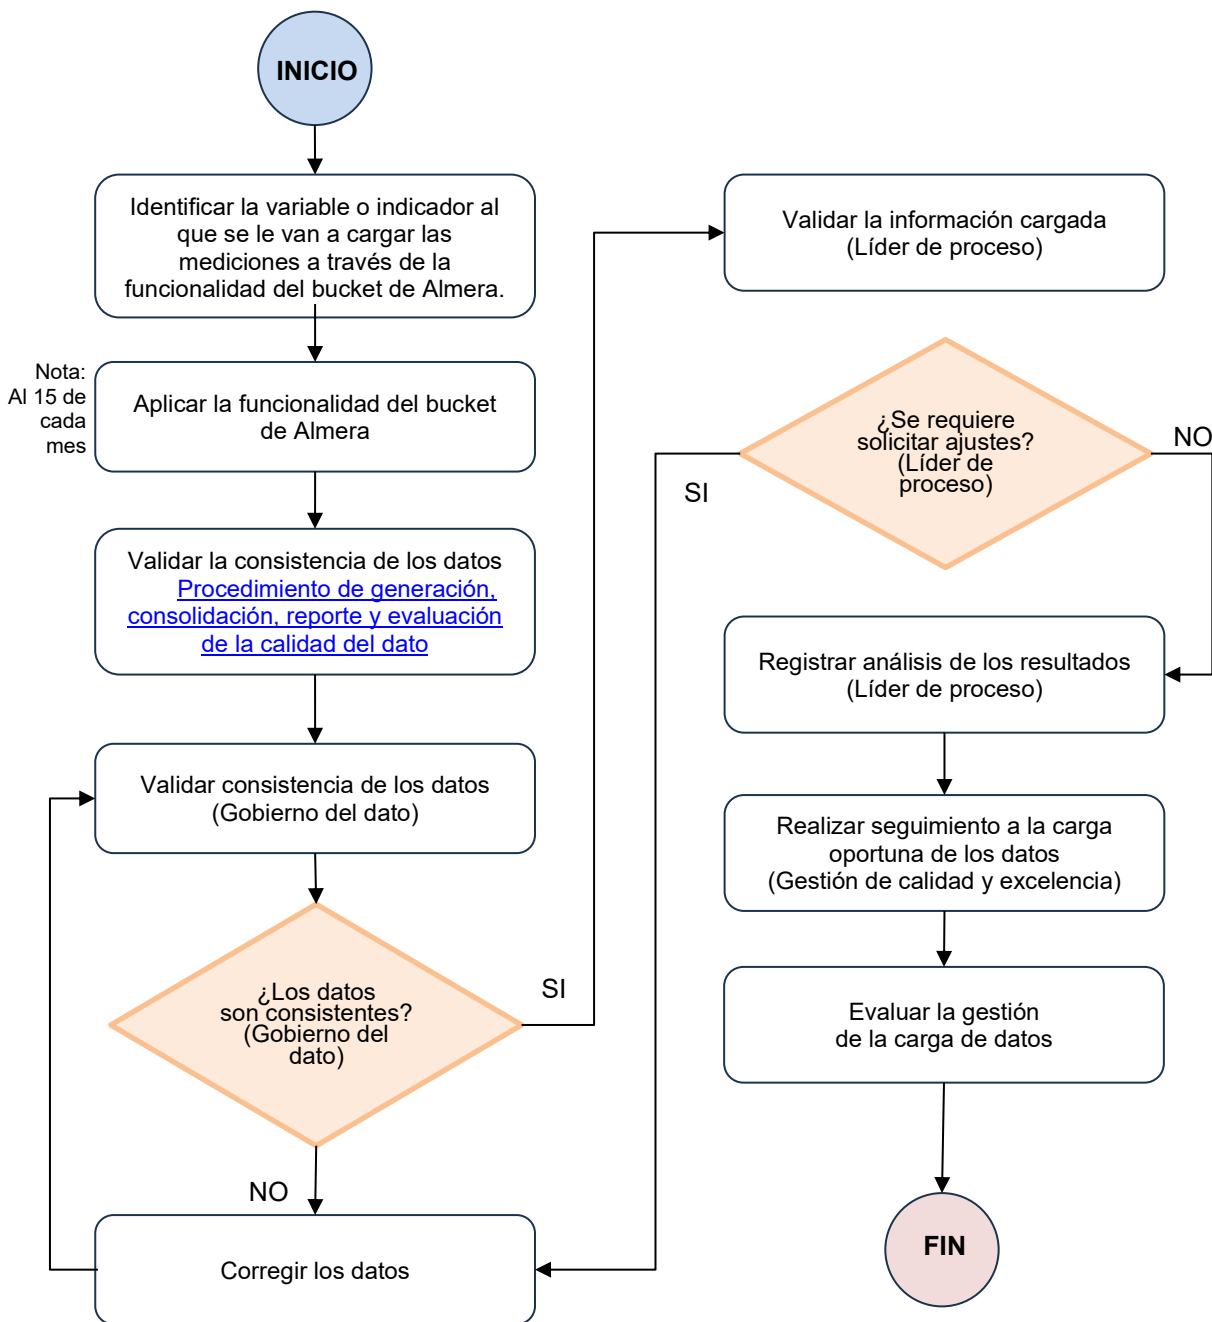 INICIO
Identificar la variable o indicador al
que se le van a cargar las
mediciones a través de la
funcionalidad del bucket de Almera.
Nota:
Al 15 de
cada
mes
Aplicar la funcionalidad del bucket
de Almera
Validar la consistencia de los datos
Procedimiento de generación,
consolidación, reporte y evaluación
de la calidad del dato
Validar consistencia de los datos
(Gobierno del dato)
¿Los datos
son consistentes?
(Gobierno del
dato)
SI
NO
Corregir los datos
Validar la información cargada
(Líder de proceso)
¿Se requiere
solicitar ajustes?
(Líder de
proceso)
SI
NO
Registrar análisis de los resultados
(Líder de proceso)
Realizar seguimiento a la carga
oportuna de los datos
(Gestión de calidad y excelencia)
Evaluar la gestión
de la carga de datos
FIN